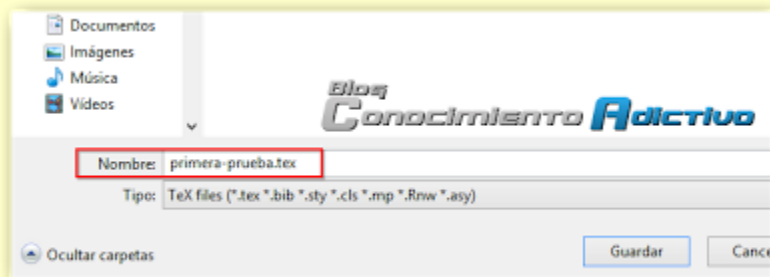 Documentos
Imágenes
Música
Vídeos
Blog
Conocimiento Adictivo
Nombre: primera-prueba.tex
Tipo: TeX files (*.tex *.bib *.sty *.cls *.mp *.Rnw *.asy)
Ocultar carpetas
Guardar
Cance